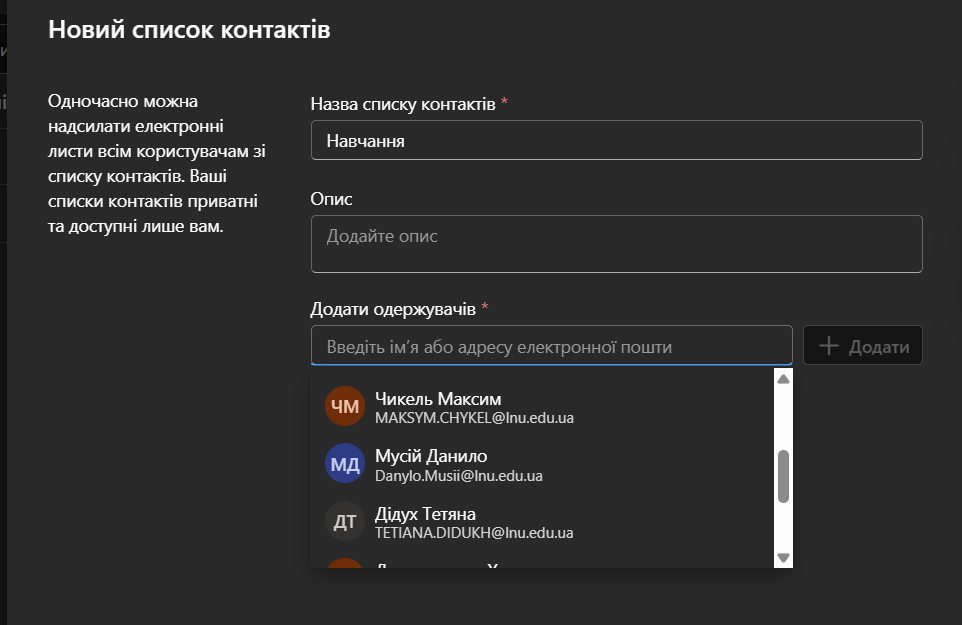 Новий список контактів
Одночасно можна
надсилати електронні
листи всім користувачам зі
списку контактів. Ваші
списки контактів приватні
та доступні лише вам.
Назва списку контактів *
Навчання
Опис
Додайте опис
Додати одержувачів *
Введіть ім’я або адресу електронної пошти
Додати
ЧМ
Чикель Максим
MAKSYM.CHYKEL@lnu.edu.ua
МД
Мусій Данило
Danylo.Musii@lnu.edu.ua
ДТ
Дідух Тетяна
TETIANA.DIDUKH@lnu.edu.ua